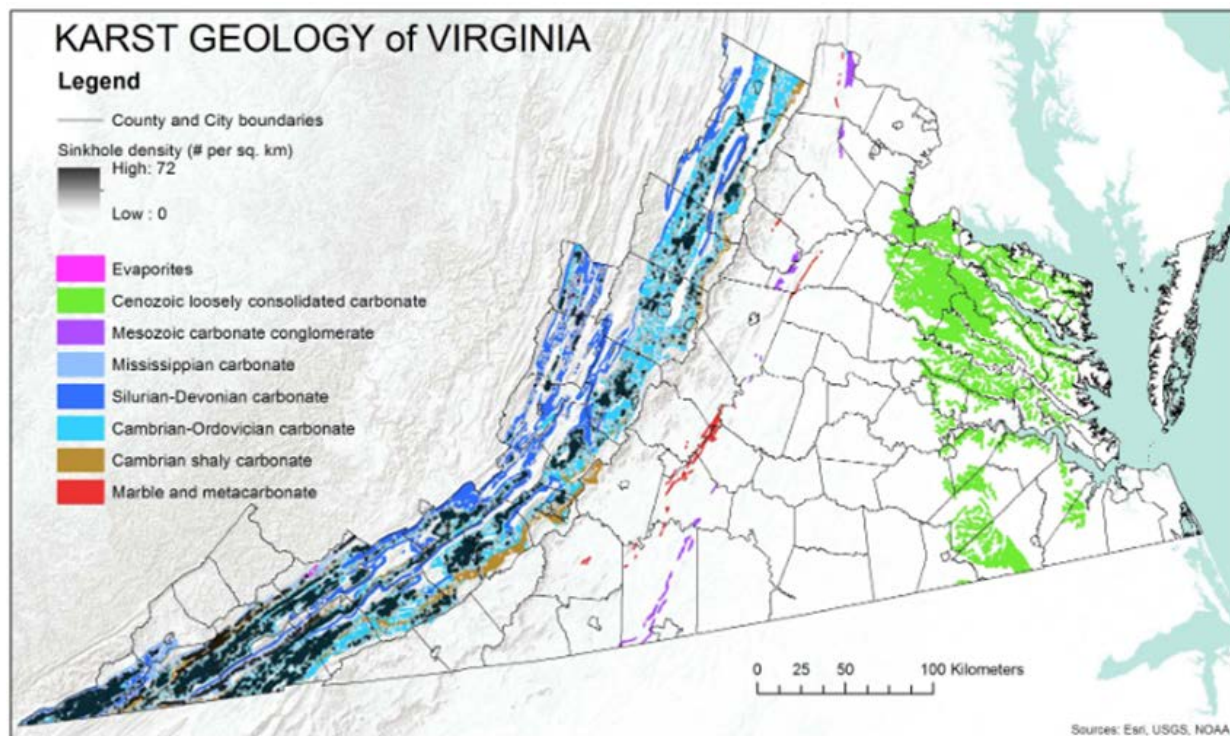 KARST GEOLOGY of VIRGINIA
Legend
County and City boundaries
Sinkhole density (# per sq. km)
High: 72
Low : 0
Evaporites
Cenozoic loosely consolidated carbonate
Mesozoic carbonate conglomerate
Mississippian carbonate
Silurian-Devonian carbonate
Cambrian-Ordovician carbonate
Cambrian shaly carbonate
Marble and metacarbonate
0 25 50 100 Kilometers
Sources: Esri, USGS, NOAA